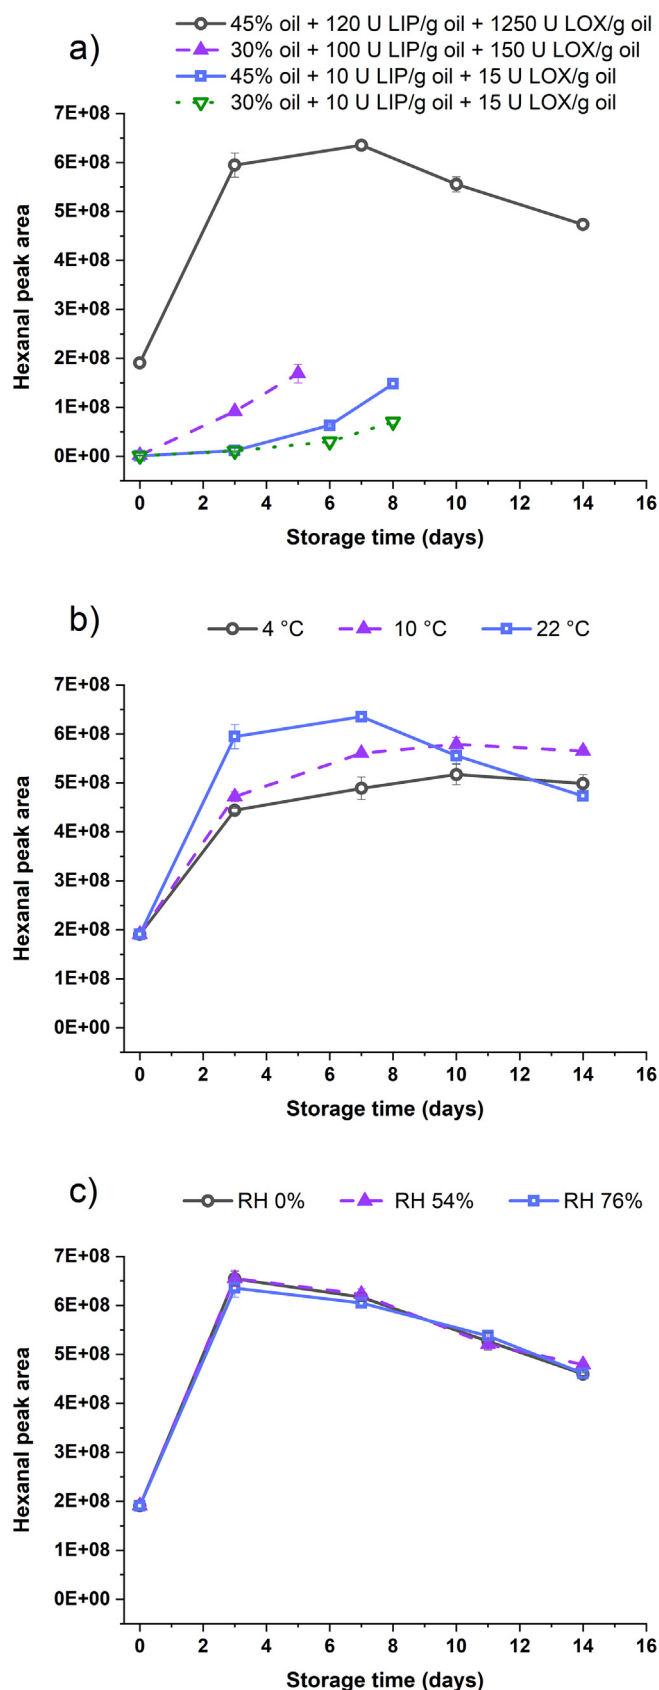 a)
45% oil + 120 U LIP/g oil + 1250 U LOX/g oil
30% oil + 100 U LIP/g oil + 150 U LOX/g oil
45% oil + 10 U LIP/g oil + 15 U LOX/g oil
30% oil + 10 U LIP/g oil + 15 U LOX/g oil
7E+08
6E+08
5E+08
4E+08
3E+08
2E+08
1E+08
0E+00
Hexanal peak area
0 2 4 6 8 10 12 14 16
Storage time (days)
b)
4 °C 10 °C 22 °C
7E+08
6E+08
5E+08
4E+08
3E+08
2E+08
1E+08
0E+00
Hexanal peak area
0 2 4 6 8 10 12 14 16
Storage time (days)
c)
RH 0% RH 54% RH 76%
7E+08
6E+08
5E+08
4E+08
3E+08
2E+08
1E+08
0E+00
Hexanal peak area
0 2 4 6 8 10 12 14 16
Storage time (days)